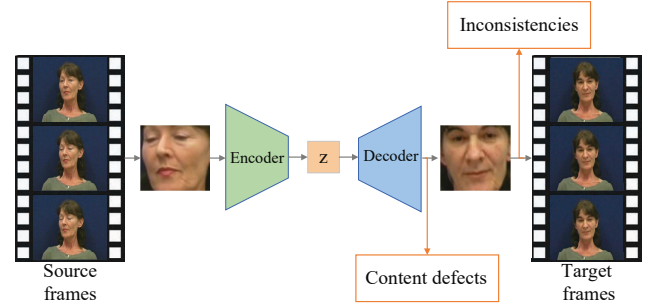 Inconsistencies
Encoder
z
Decoder
Source
frames
Content defects
Target
frames